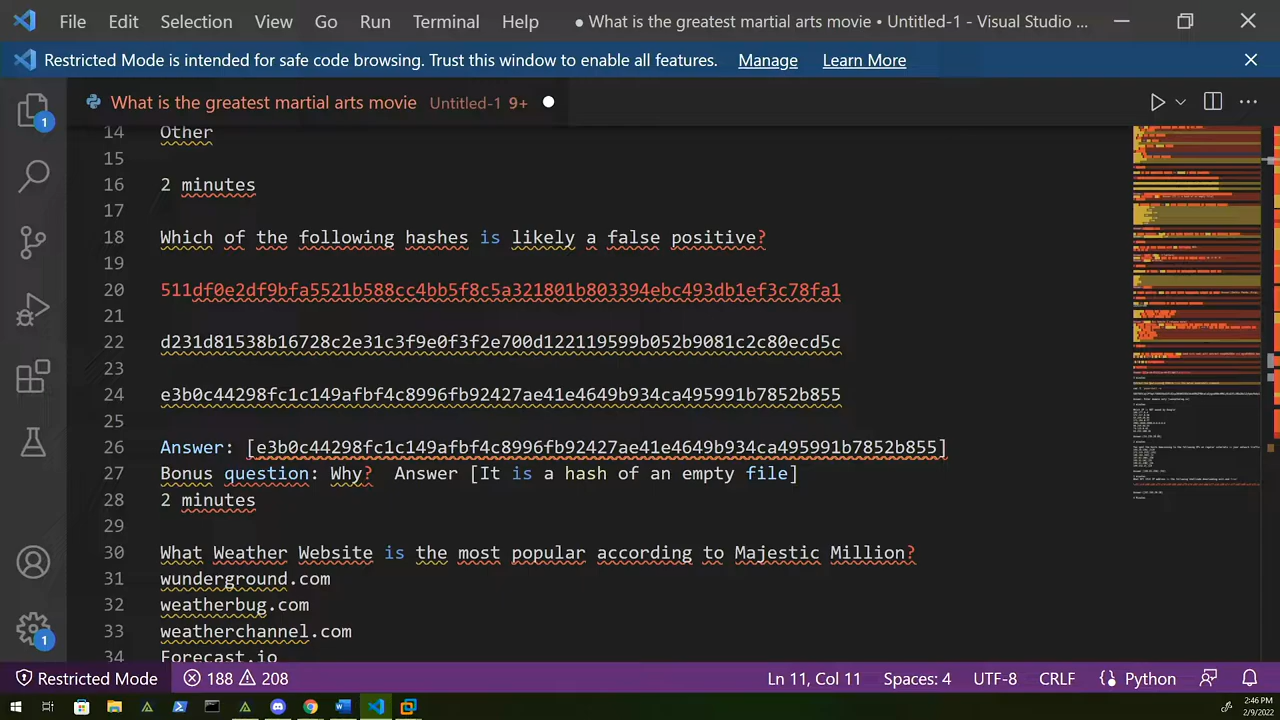 File Edit Selection View Go Run Terminal Help ● What is the greatest martial arts movie • Untitled-1 - Visual Studio ...
Restricted Mode is intended for safe code browsing. Trust this window to enable all features. Manage Learn More
What is the greatest martial arts movie Untitled-1 9+
14 Other
15
16 2 minutes
17
18 Which of the following hashes is likely a false positive?
19
20 511df0e2df9bfa5521b588cc4bb5f8c5a321801b803394ebc493db1ef3c78fa1
21
22 d231d81538b16728c2e31c3f9e0f3f2e700d122119599b052b9081c2c80ecd5c
23
24 e3b0c44298fc1c149afbf4c8996fb92427ae41e4649b934ca495991b7852b855
25
26 Answer: [e3b0c44298fc1c149afbf4c8996fb92427ae41e4649b934ca495991b7852b855]
27 Bonus question: Why?  Answer [It is a hash of an empty file]
28 2 minutes
29
30 What Weather Website is the most popular according to Majestic Million?
31 wunderground.com
32 weatherbug.com
33 weatherchannel.com
34 Forecast.io
1
1
Restricted Mode 188 208 Ln 11, Col 11 Spaces: 4 UTF-8 CRLF Python
2:46 PM
2/9/2022